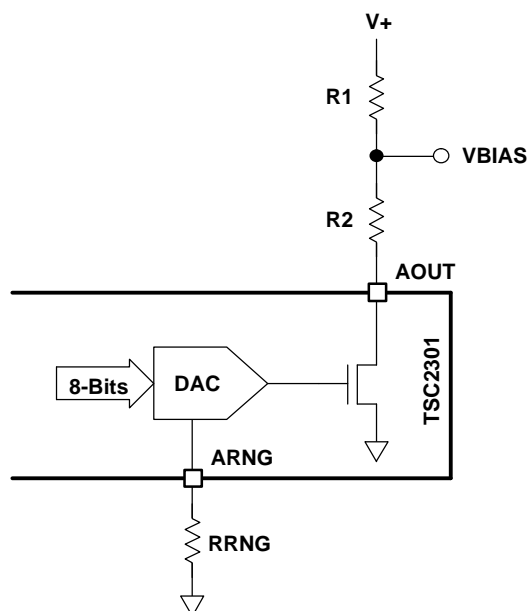 V+
R1
VBIAS
R2
AOUT
8-Bits
DAC
TSC2301
ARNG
RRNG